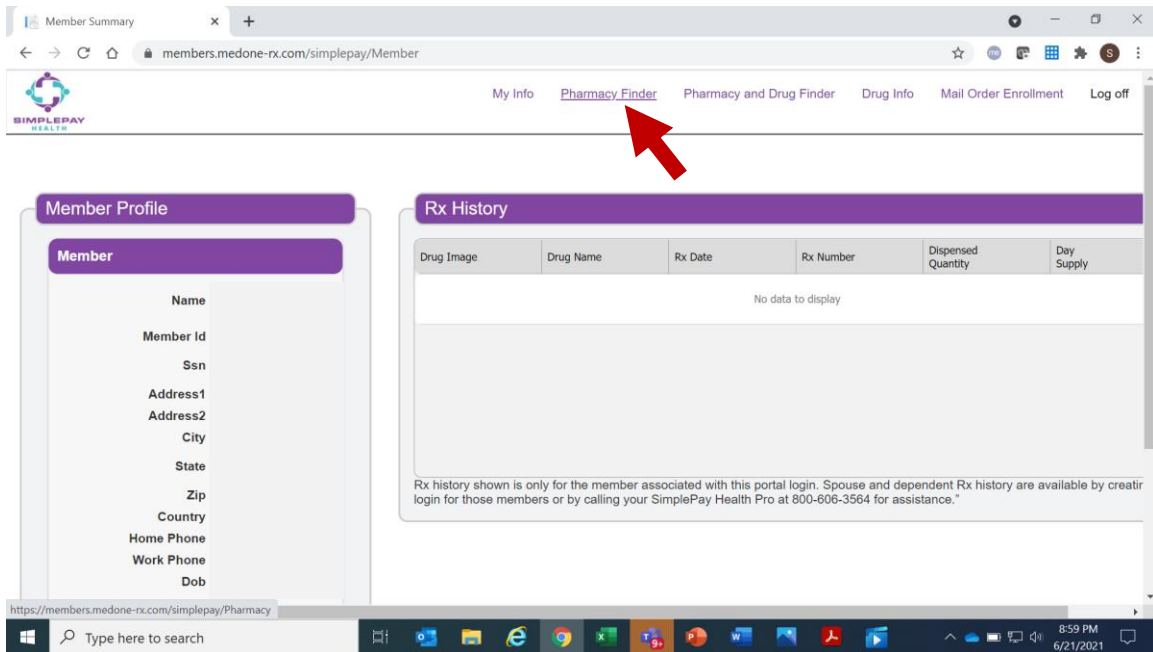 Member Summary
members.medone-rx.com/simplepay/Member
S
SIMPLEPAY
HEALTH
My Info Pharmacy Finder Pharmacy and Drug Finder Drug Info Mail Order Enrollment Log off
Member Profile
Member
Name
Member Id
Ssn
Address1
Address2
City
State
Zip
Country
Home Phone
Work Phone
Dob
Rx History
Drug Image Drug Name Rx Date Rx Number Dispensed Quantity Day Supply
No data to display
Rx history shown is only for the member associated with this portal login. Spouse and dependent Rx history are available by
login for those members or by calling your SimplePay Health Pro at 800-606-3564 for assistance."
https://members.medone-rx.com/simplepay/Pharmacy
Type here to search
9+
8:59 PM
6/21/2021